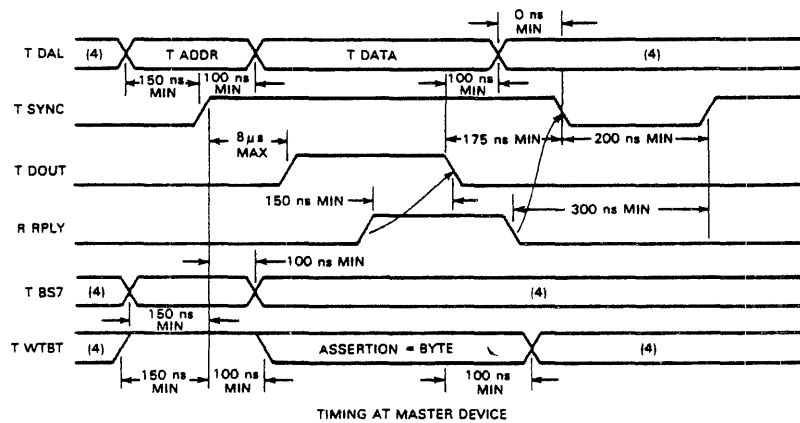 0 ns
MIN
T DAL
(4)
T ADDR
T DATA
(4)
150 ns
MIN
100 ns
MIN
100 ns
MIN
T SYNC
8 μs
MAX
175 ns MIN
200 ns MIN
T DOUT
150 ns MIN
300 ns MIN
R RPLY
100 ns MIN
T BS7
(4)
(4)
150 ns
MIN
T WTBT
(4)
ASSERTION = BYTE
(4)
150 ns
MIN
100 ns
MIN
100 ns
MIN
TIMING AT MASTER DEVICE